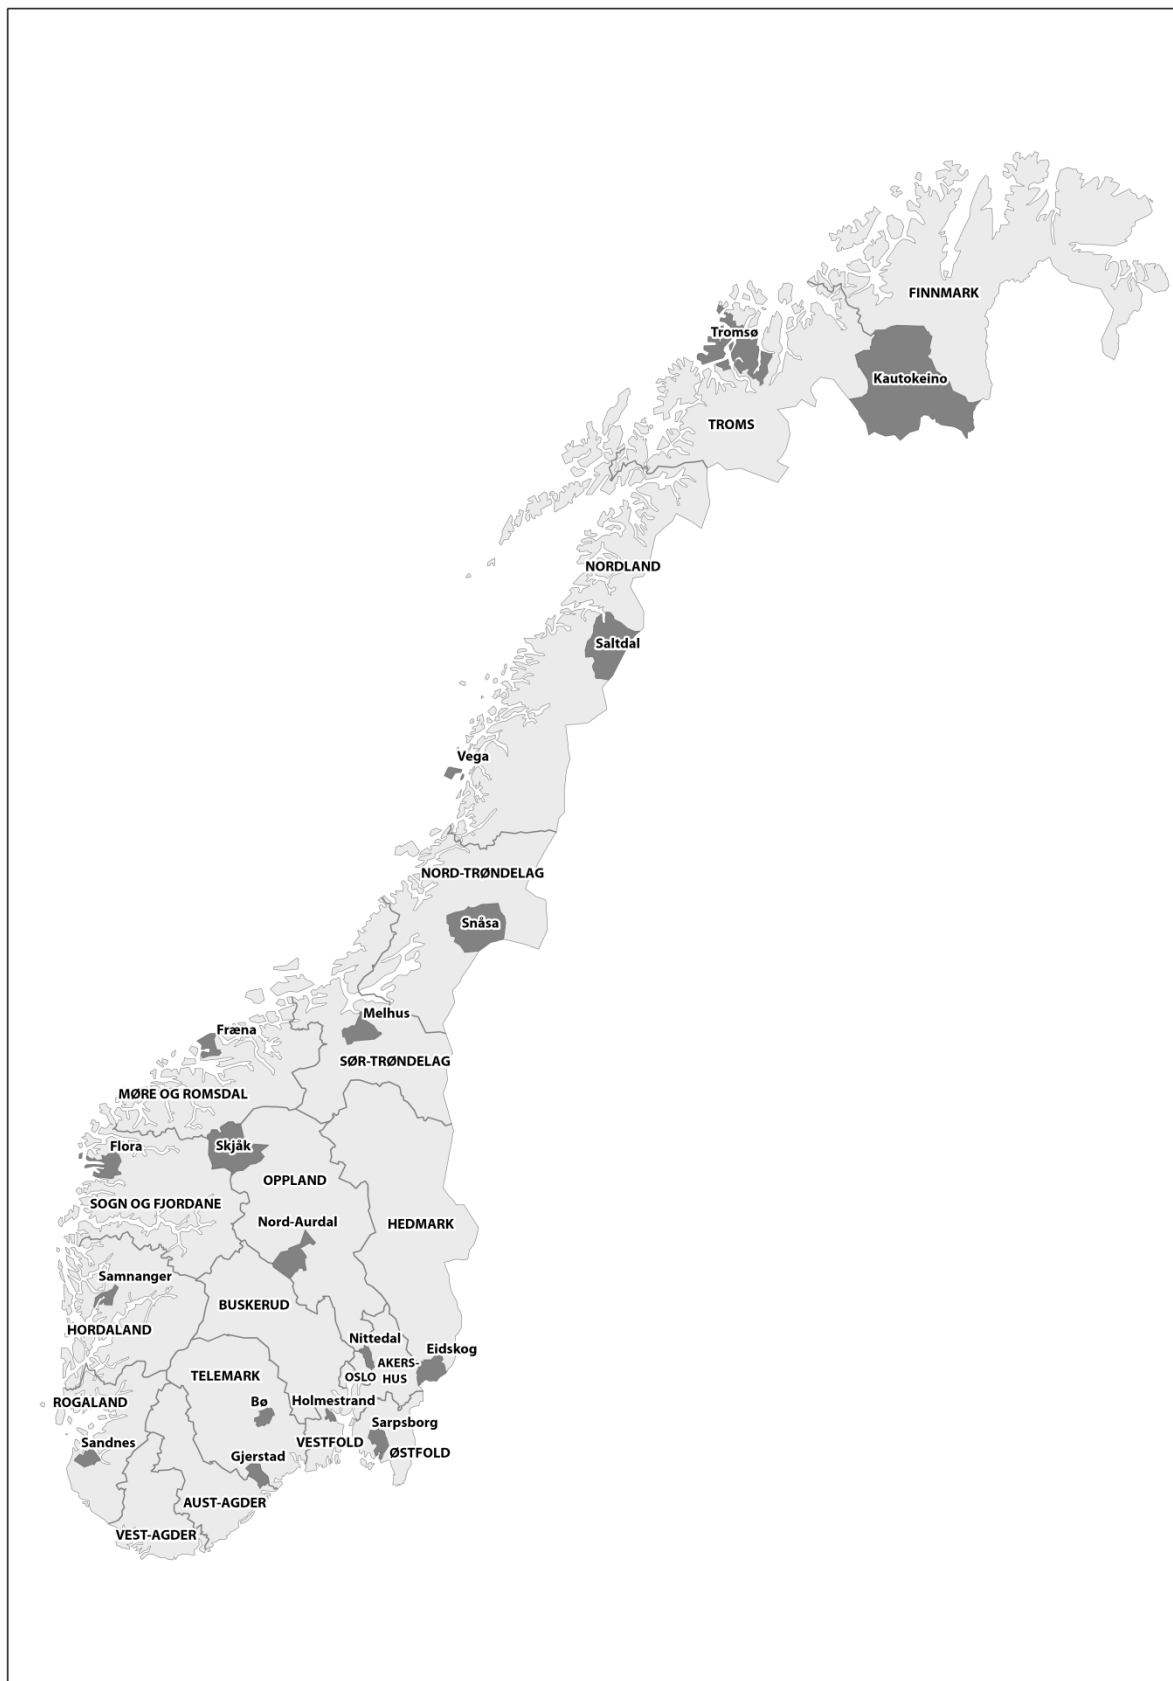 FINNMARK
Tromsø
Kautokeino
TROMS
NORDLAND
Saltdal
Vega
NORD-TRØNDELAG
Snåsa
Melhus
Fræna
SØR-TRØNDELAG
MØRE OG ROMSDAL
Flora
Skjåk
OPPLAND
SOGN OG FJORDANE
Nord-Aurdal
HEDMARK
Samnanger
BUSKERUD
HORDALAND
Nittedal
Eidskog
AKERS-
HUS
OSLO
TELEMARK
ROGALAND
Bø
Holmestrand
Sarpsborg
Sandnes
VESTFOLD
ØSTFOLD
Gjerstad
AUST-AGDER
VEST-AGDER